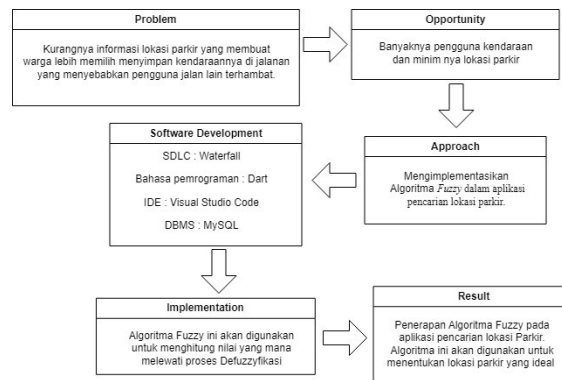 Problem
Kurangnya informasi lokasi parkir yang membuat
warga lebih memilih menyimpan kendaraannya di jalanan
yang menyebabkan pengguna jalan lain terhambat.
Opportunity
Banyaknya pengguna kendaraan
dan minim nya lokasi parkir
Approach
Mengimplementasikan
Algoritma Fuzzy dalam aplikasi
pencarian lokasi parkir.
Software Development
SDLC : Waterfall
Bahasa pemrograman : Dart
IDE : Visual Studio Code
DBMS : MySQL
Implementation
Algoritma Fuzzy ini akan digunakan
untuk menghitung nilai yang mana
melewati proses Defuzzyfikasi
Result
Penerapan Algoritma Fuzzy pada
aplikasi pencarian lokasi Parkir.
Algoritma ini akan digunakan untuk
menentukan lokasi parkir yang ideal